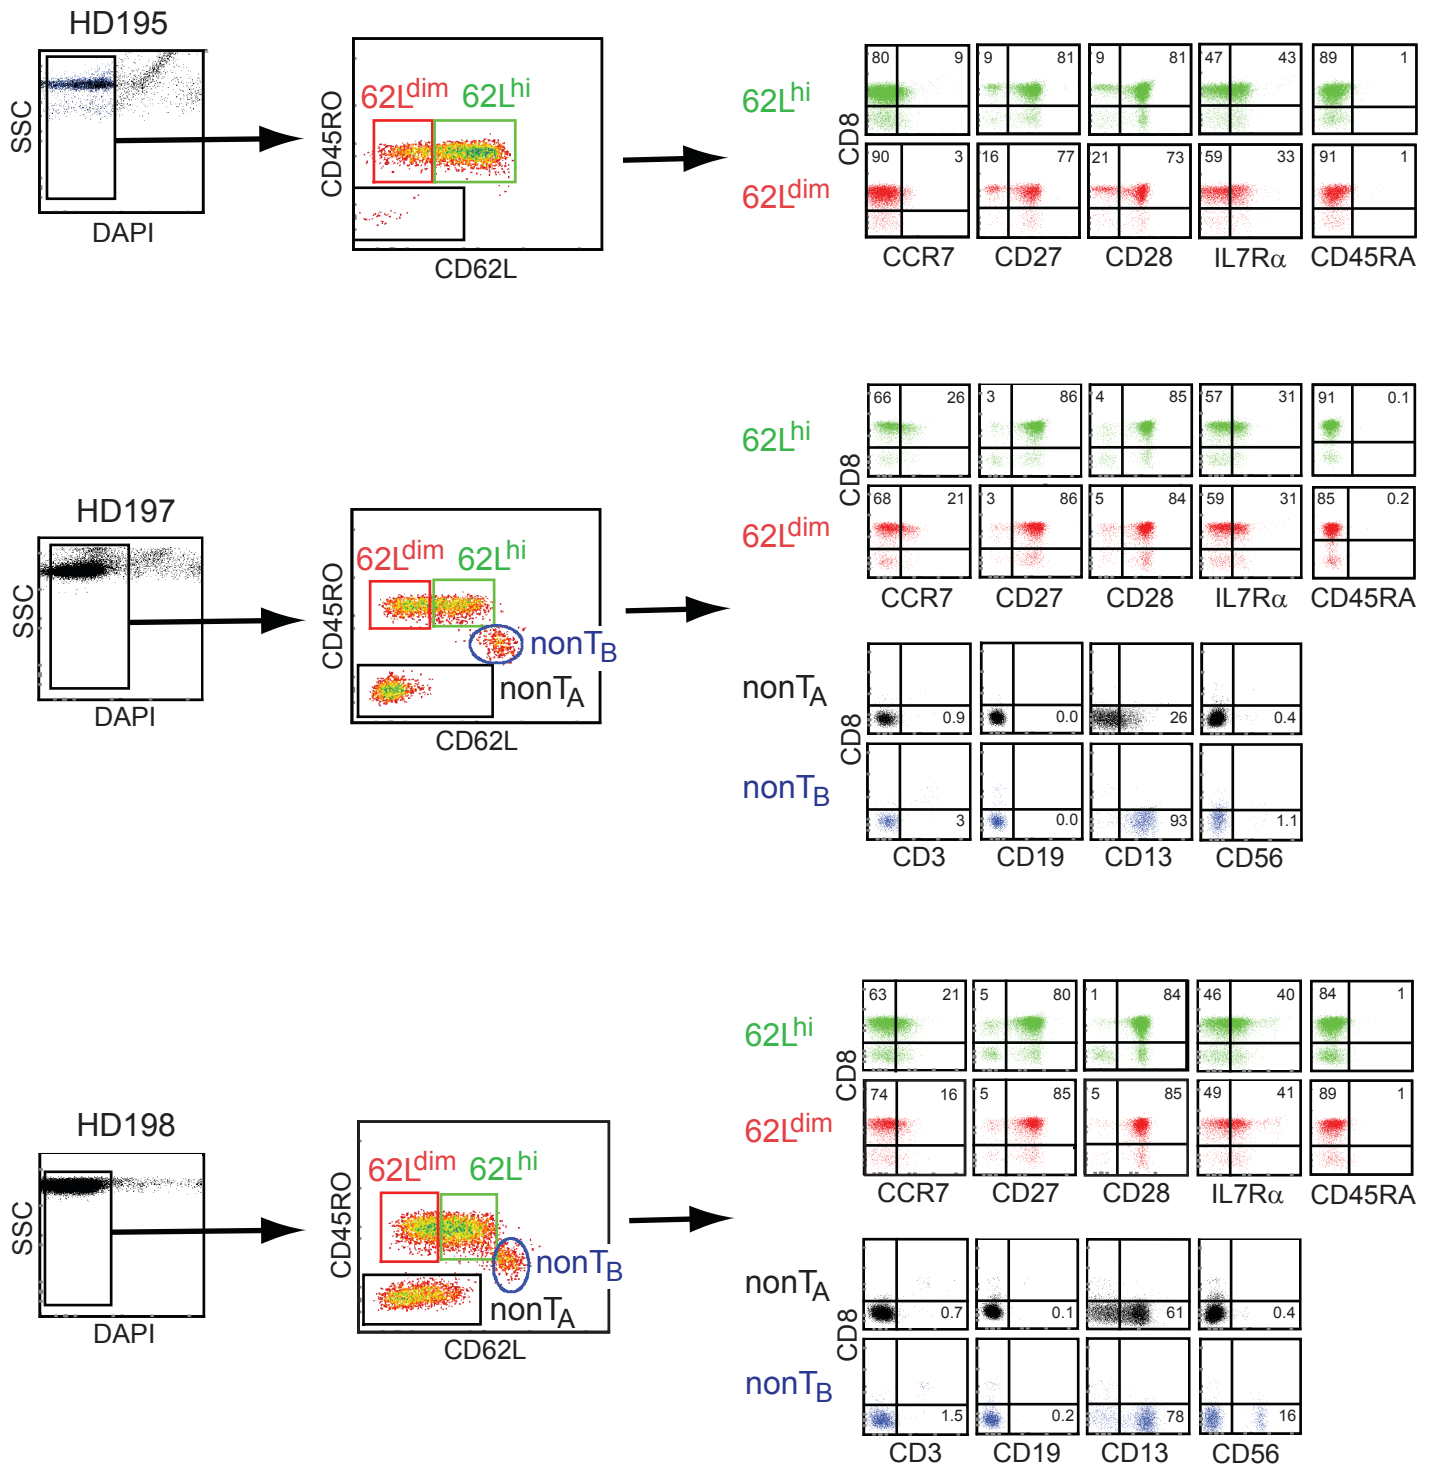 HD195
SSC
DAPI
CD45RO
62Ldim 62Lhi
CD62L
62Lhi
62Ldim
CD8
80 9 9 81 9 81 47 43 89 1
90 3 16 77 21 73 59 33 91 1
CCR7 CD27 CD28 IL7Rα CD45RA
HD197
SSC
DAPI
CD45RO
62Ldim 62Lhi
nonTB
nonTA
CD62L
62Lhi
62Ldim
CD8
66 26 3 86 4 85 57 31 91 0.1
68 21 3 86 5 84 59 31 85 0.2
CCR7 CD27 CD28 IL7Rα CD45RA
nonTA
nonTB
CD8
0.9 0.0 26 0.4
3 0.0 93 1.1
CD3 CD19 CD13 CD56
HD198
SSC
DAPI
CD45RO
62Ldim 62Lhi
nonTB
nonTA
CD62L
62Lhi
62Ldim
CD8
63 21 5 80 1 84 46 40 84 1
74 16 5 85 5 85 49 41 89 1
CCR7 CD27 CD28 IL7Rα CD45RA
nonTA
nonTB
CD8
0.7 0.1 61 0.4
1.5 0.2 78 16
CD3 CD19 CD13 CD56